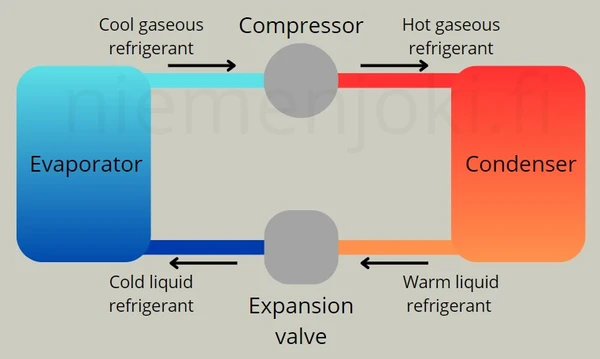 Cool gaseous
refrigerant
Compressor
Hot gaseous
refrigerant
niemenjoki.fi
Evaporator
Condenser
Cold liquid
refrigerant
Expansion
valve
Warm liquid
refrigerant